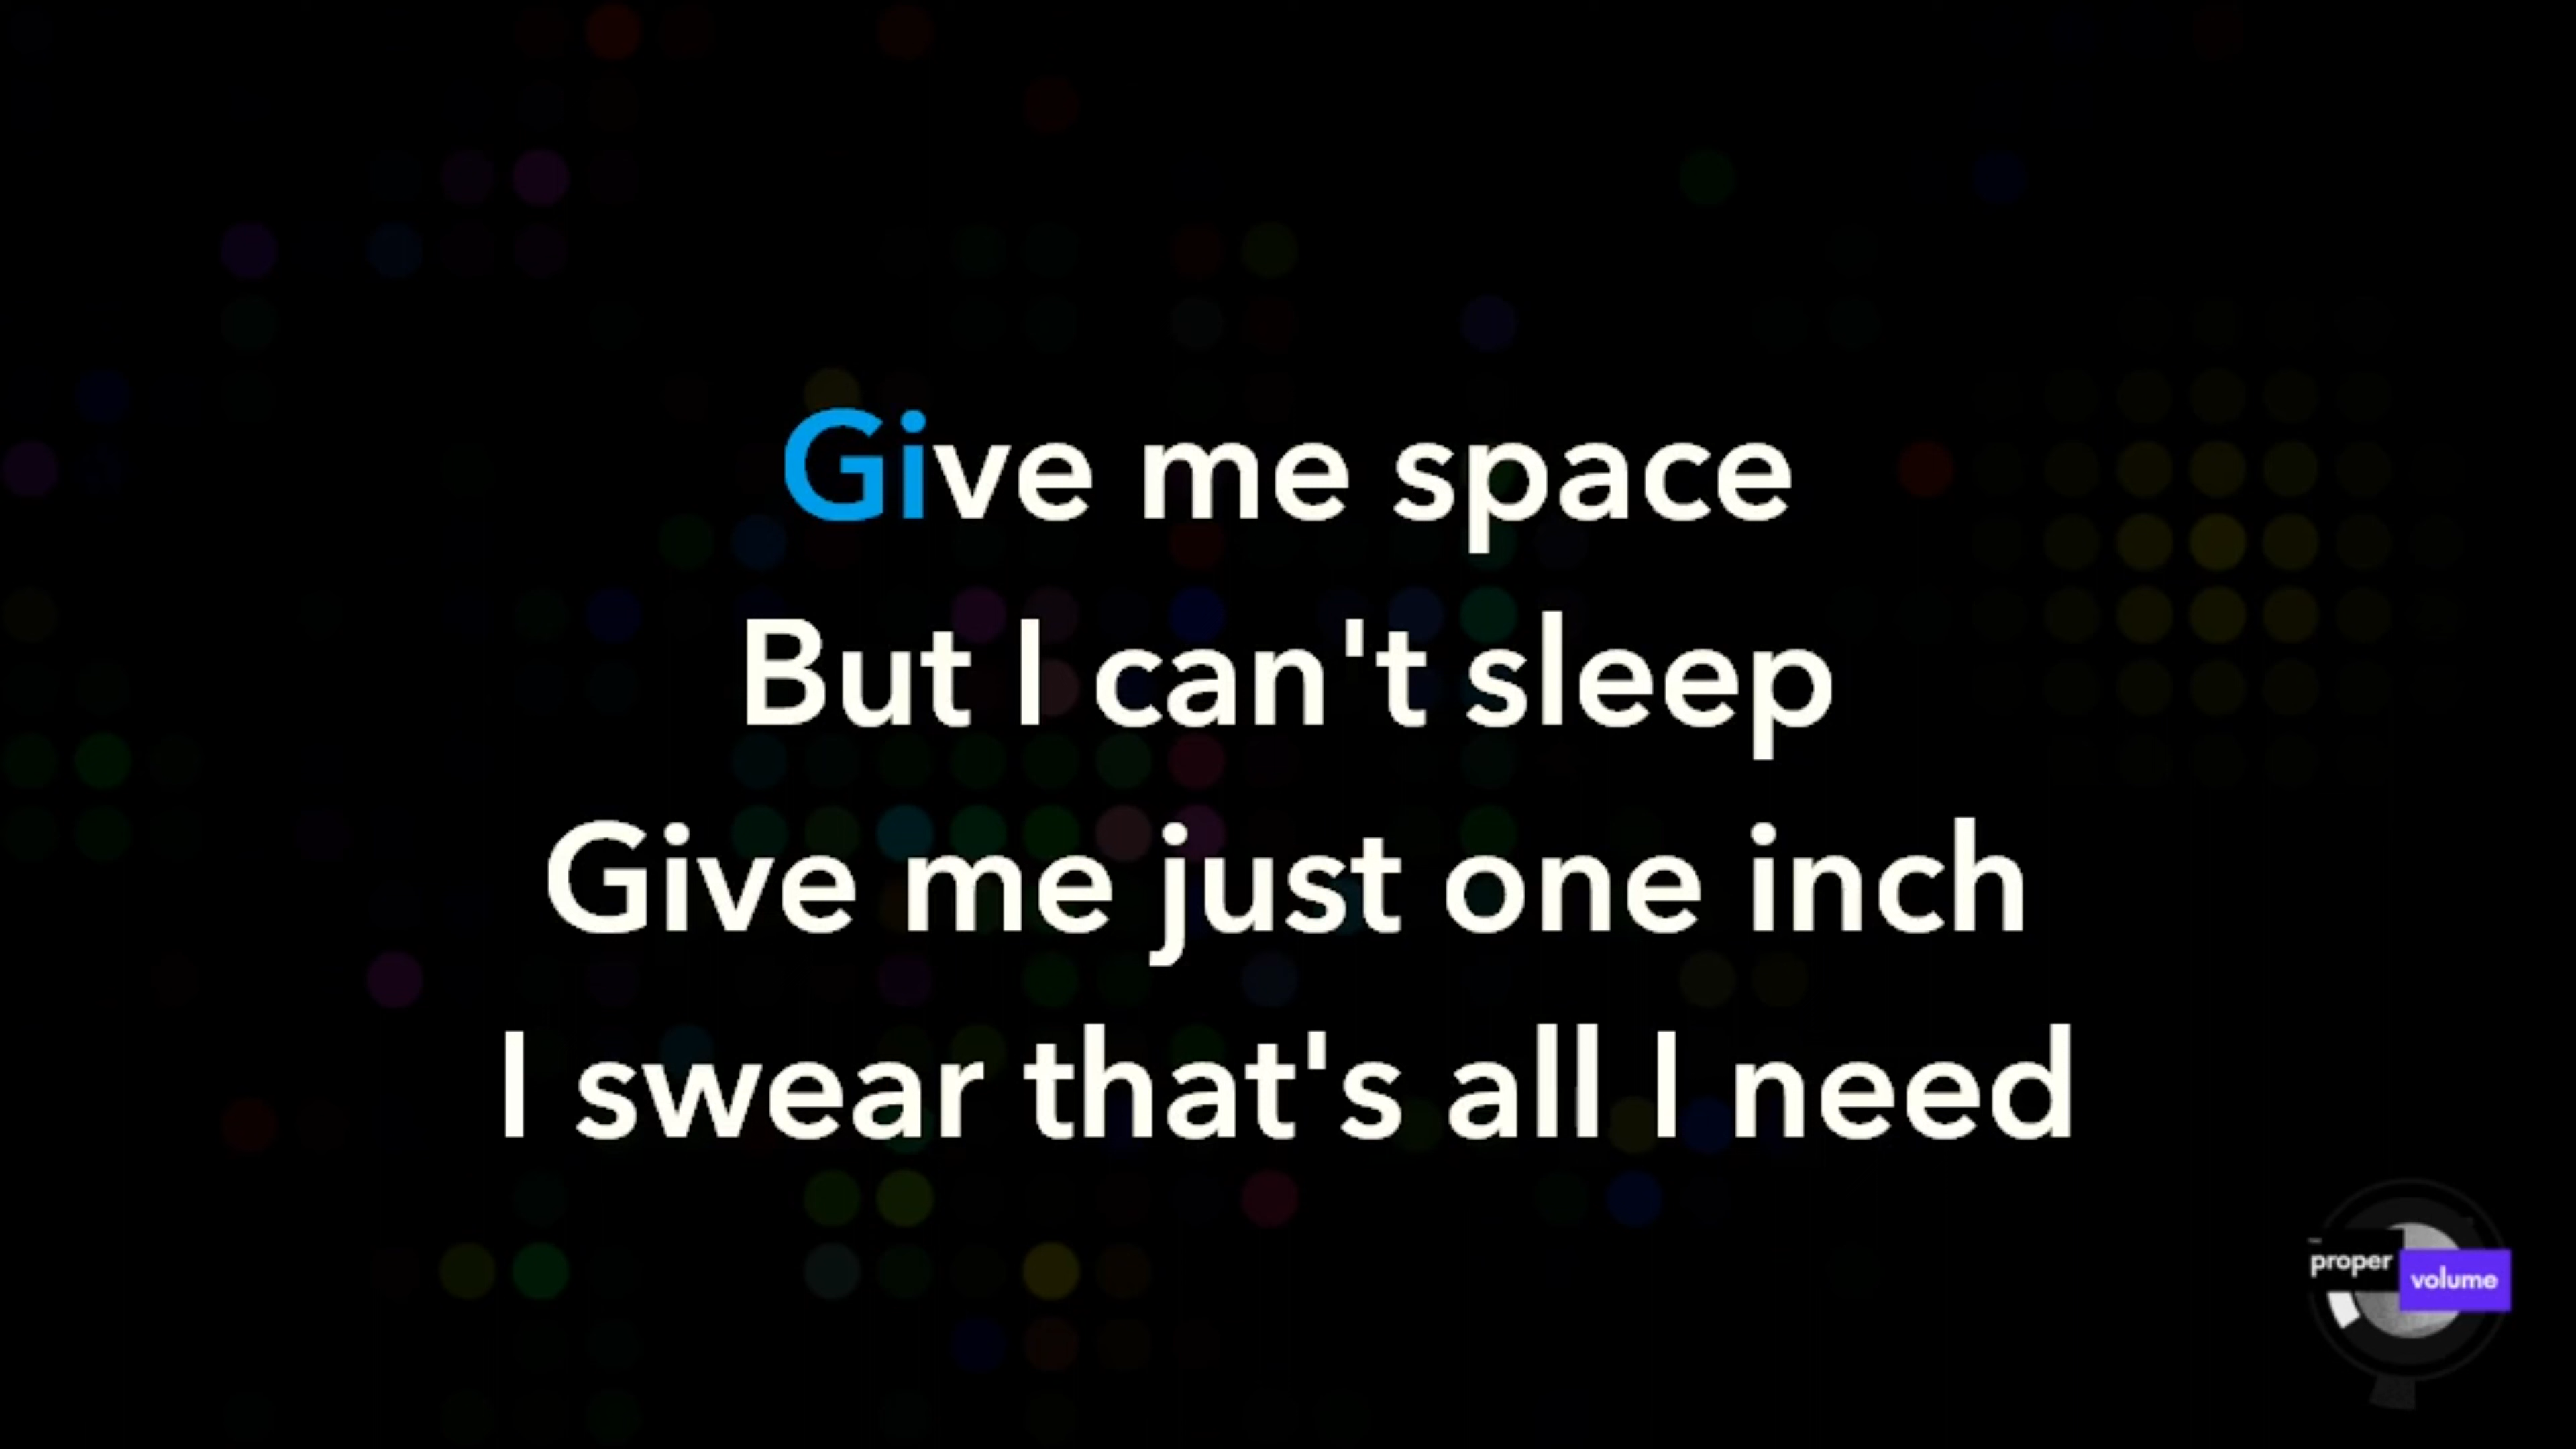 Give me space
But I can't sleep
Give me just one inch
I swear that's all I need
proper
volume